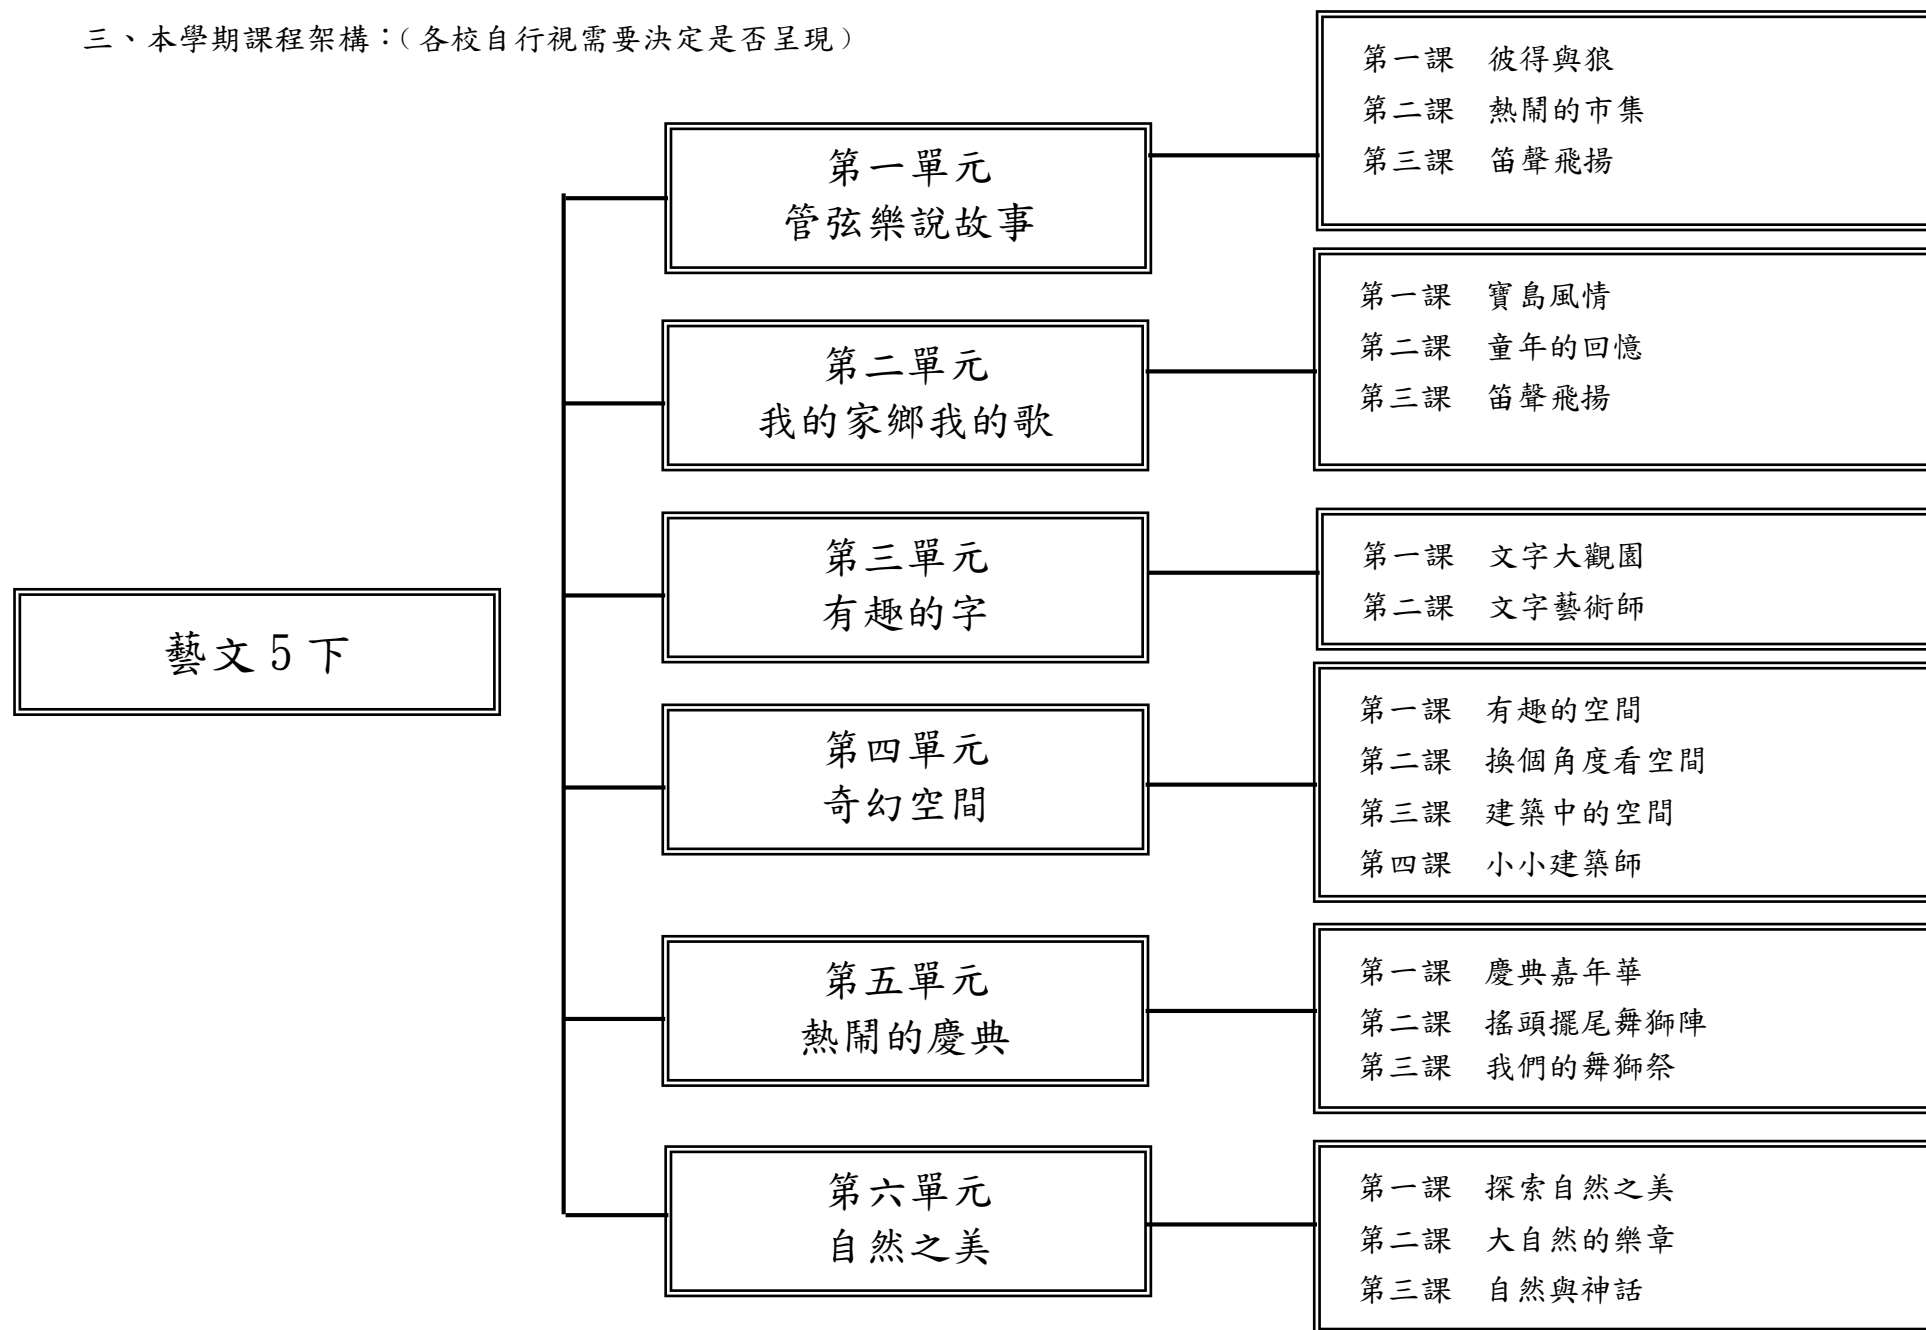 三、本學期課程架構：（各校自行視需要決定是否呈現）
藝文5下
第一單元
管弦樂說故事
第一課　彼得與狼
第二課　熱鬧的市集
第三課　笛聲飛揚
第二單元
我的家鄉我的歌
第一課　寶島風情
第二課　童年的回憶
第三課　笛聲飛揚
第三單元
有趣的字
第一課　文字大觀園
第二課　文字藝術師
第四單元
奇幻空間
第一課　有趣的空間
第二課　換個角度看空間
第三課　建築中的空間
第四課　小小建築師
第五單元
熱鬧的慶典
第一課　慶典嘉年華
第二課　搖頭擺尾舞獅陣
第三課　我們的舞獅祭
第六單元
自然之美
第一課　探索自然之美
第二課　大自然的樂章
第三課　自然與神話